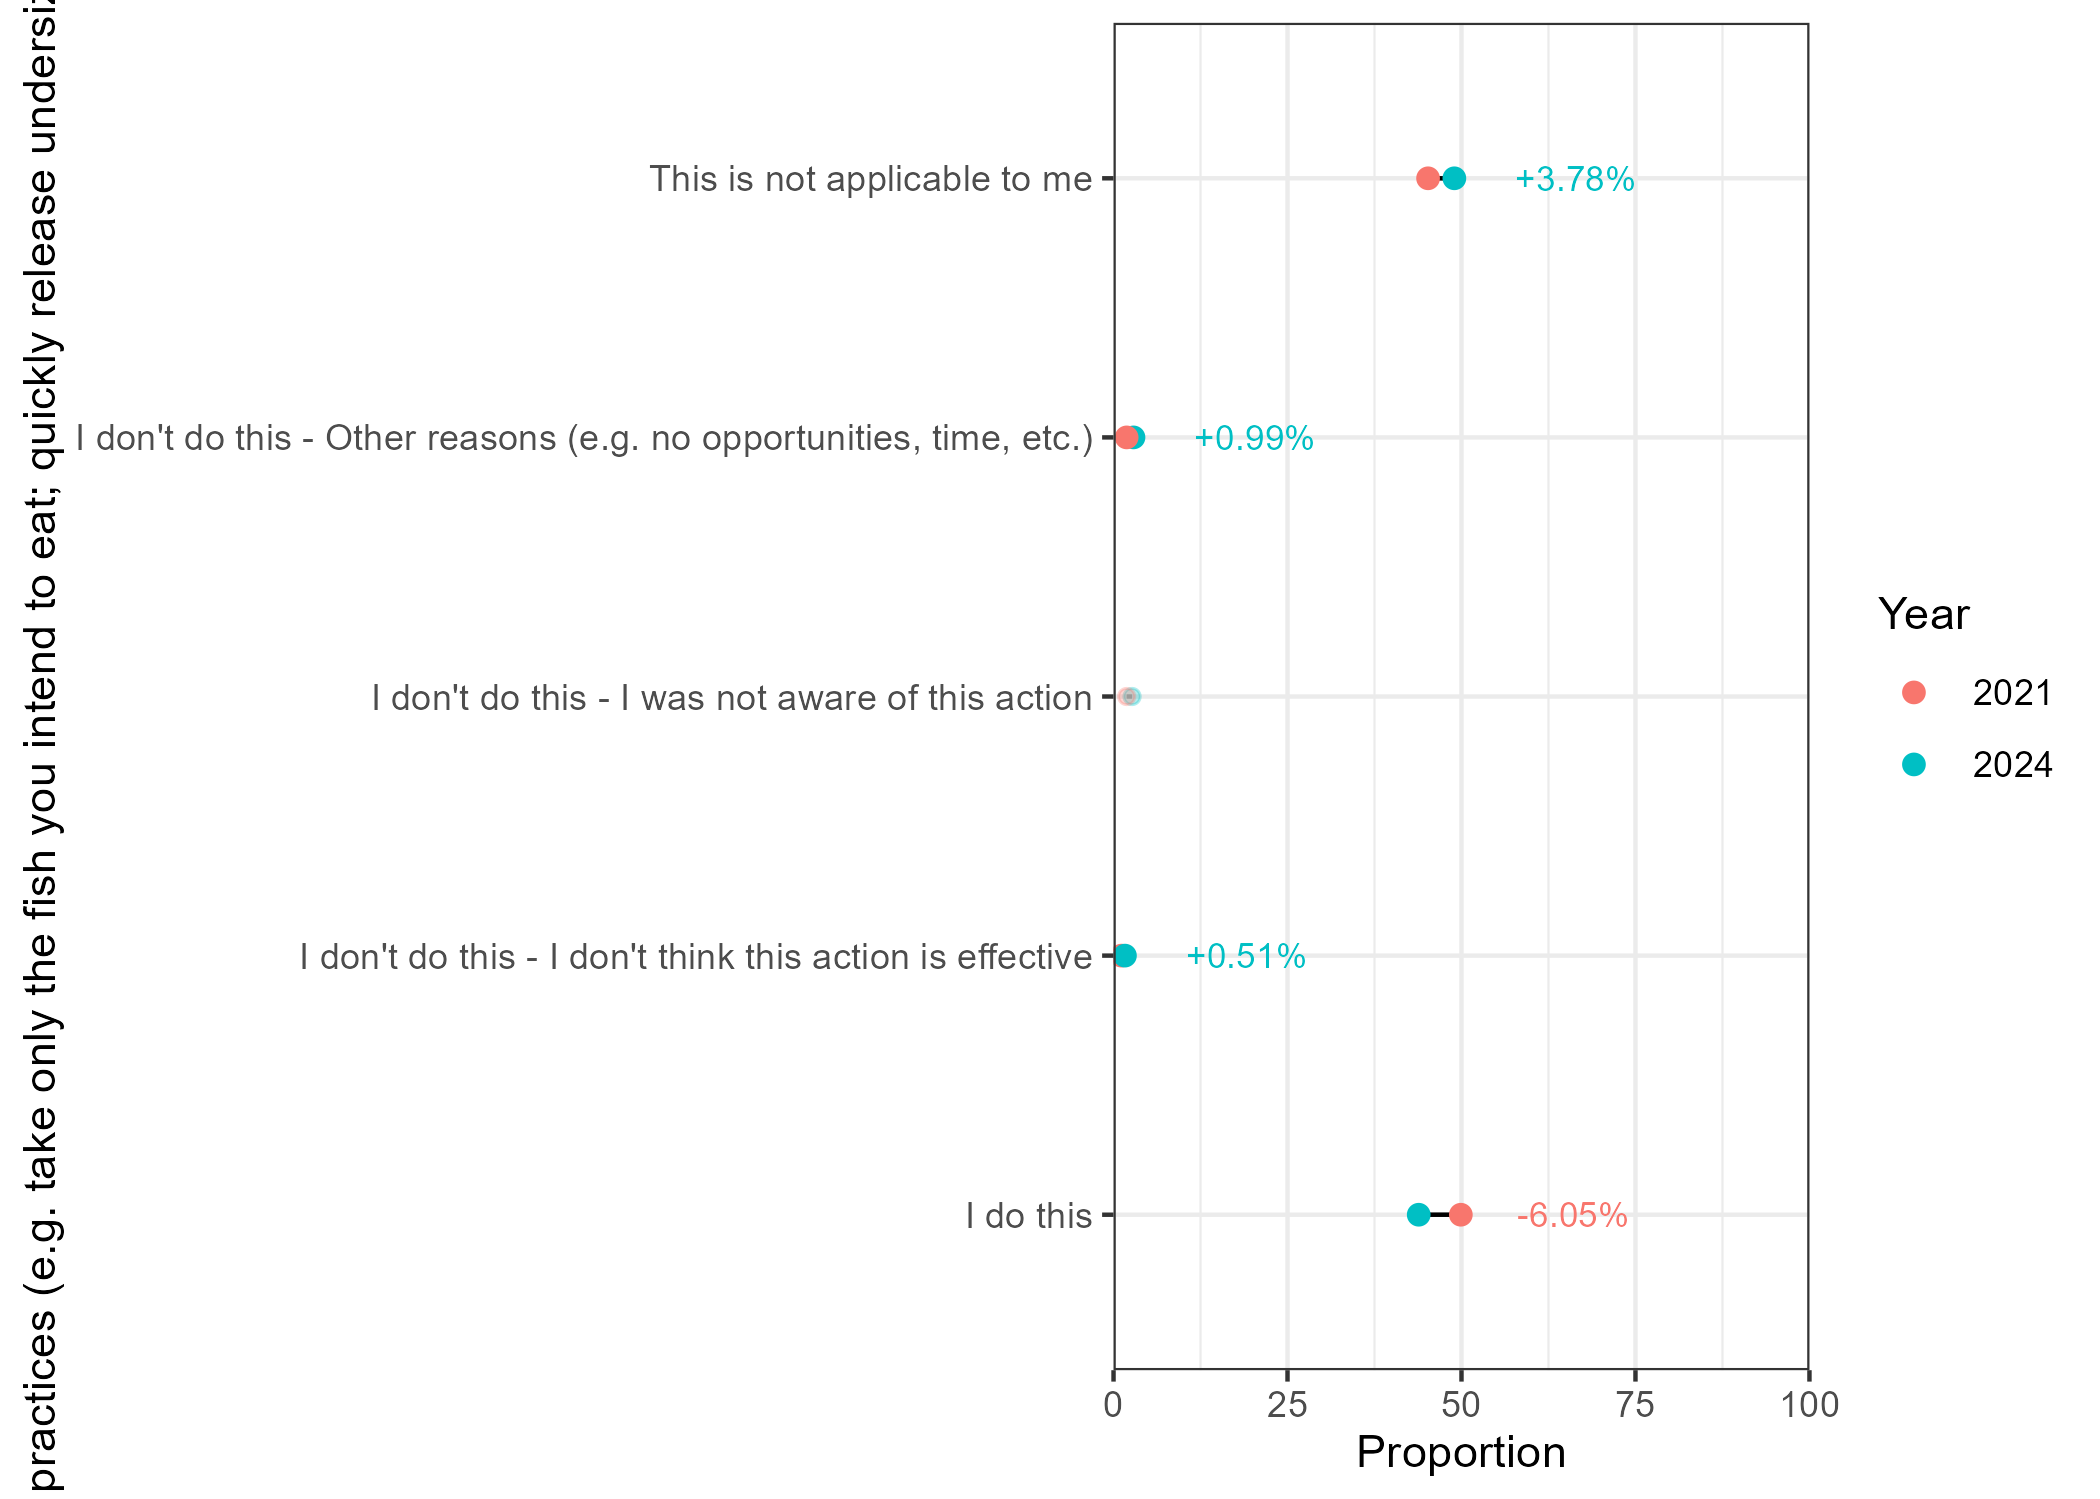 practices (e.g. take only the fish you intend to eat; quickly release
This is not applicable to me
+3.78%
I don't do this - Other reasons (e.g. no opportunities, time, etc.)
+0.99%
I don't do this - I was not aware of this action
I don't do this - I don't think this action is effective
+0.51%
I do this
-6.05%
0 25 50 75 100
Proportion
Year
2021
2024